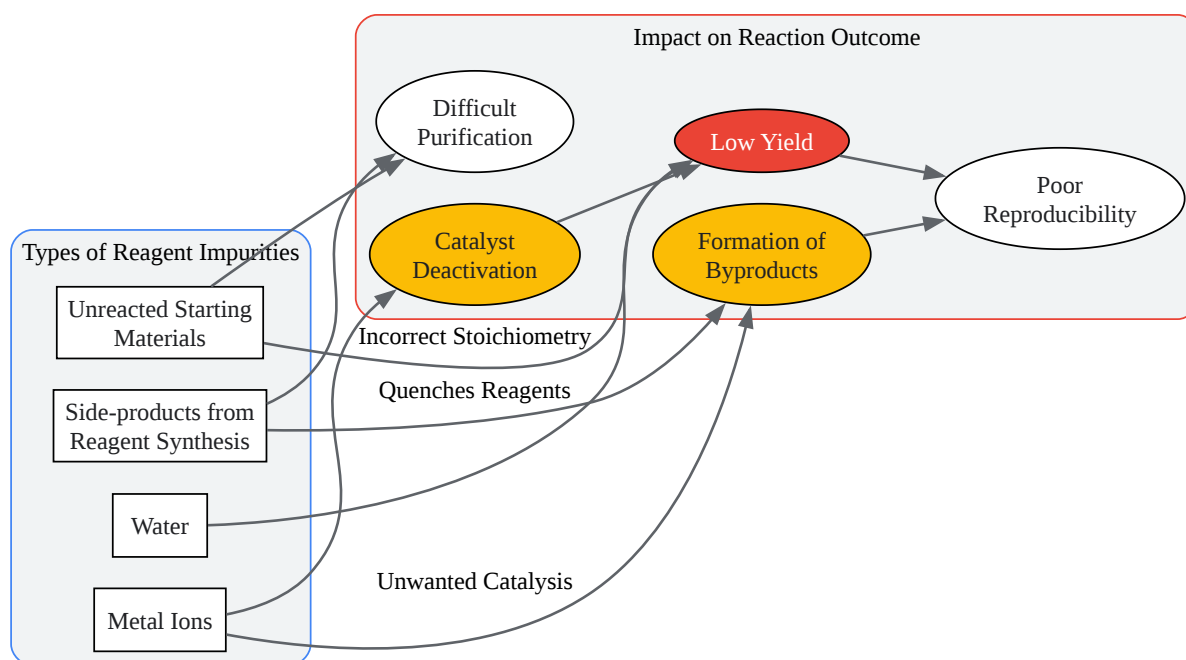 Impact on Reaction Outcome
Difficult
Purification
Low Yield
Poor
Reproducibility
Catalyst
Deactivation
Formation of
Byproducts
Types of Reagent Impurities
Unreacted Starting
Materials
Incorrect Stoichiometry
Quenches Reagents
Side-products from
Reagent Synthesis
Water
Unwanted Catalysis
Metal Ions